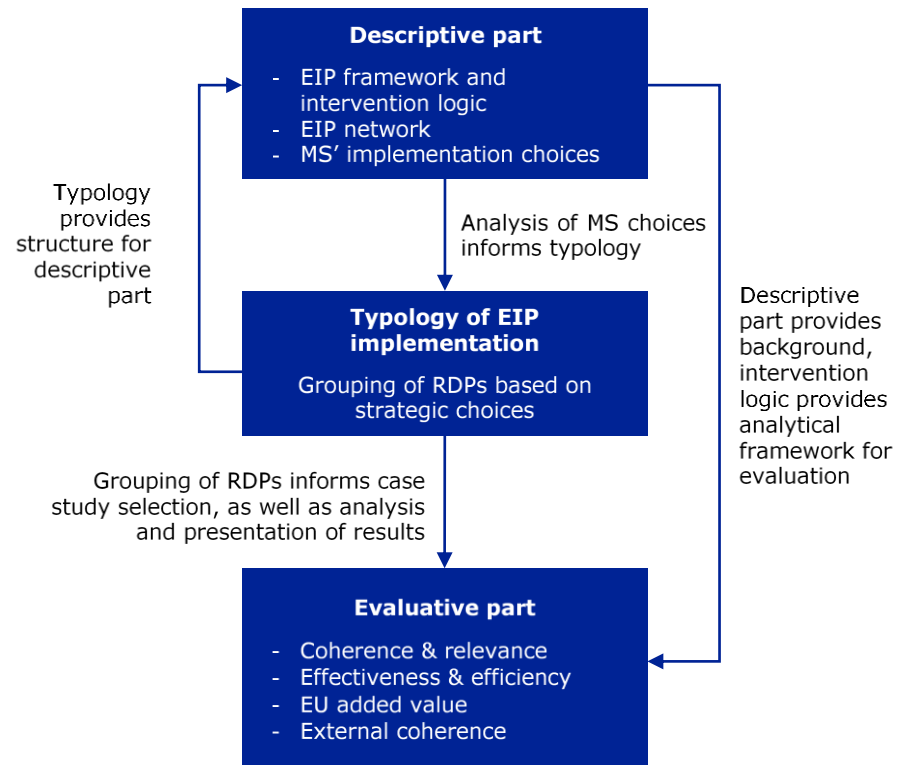 Descriptive part
- EIP framework and
intervention logic
- EIP network
- MS’ implementation choices
Typology
provides
structure for
descriptive
part
Analysis of MS choices
informs typology
Typology of EIP
implementation
Grouping of RDPs based on
strategic choices
Descriptive
part provides
background,
intervention
logic provides
analytical
framework for
evaluation
Grouping of RDPs informs case
study selection, as well as analysis
and presentation of results
Evaluative part
- Coherence & relevance
- Effectiveness & efficiency
- EU added value
- External coherence